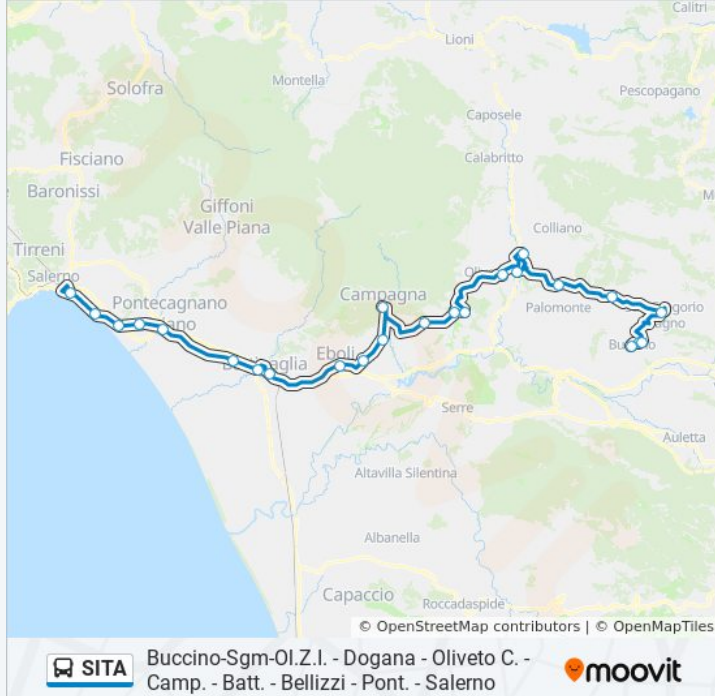 Calitri
Lioni
Montella
Solofra
Pescopagano
Caposele
Fisciano
Calabritto
Baronissi
Giffoni
Valle Piana
Colliano
Tirreni
Salerno
Campagna
Pontecagnano
Palomonte
Eboli
Serre
Auletta
Altavilla Silentina
Albanella
Capaccio
Roccadaspide
© OpenStreetMap contributors | © OpenMapTiles
SITA
Buccino-Sgm-Ol.Z.I. - Dogana - Oliveto C. -
Camp. - Batt. - Bellizzi - Pont. - Salerno
moovit